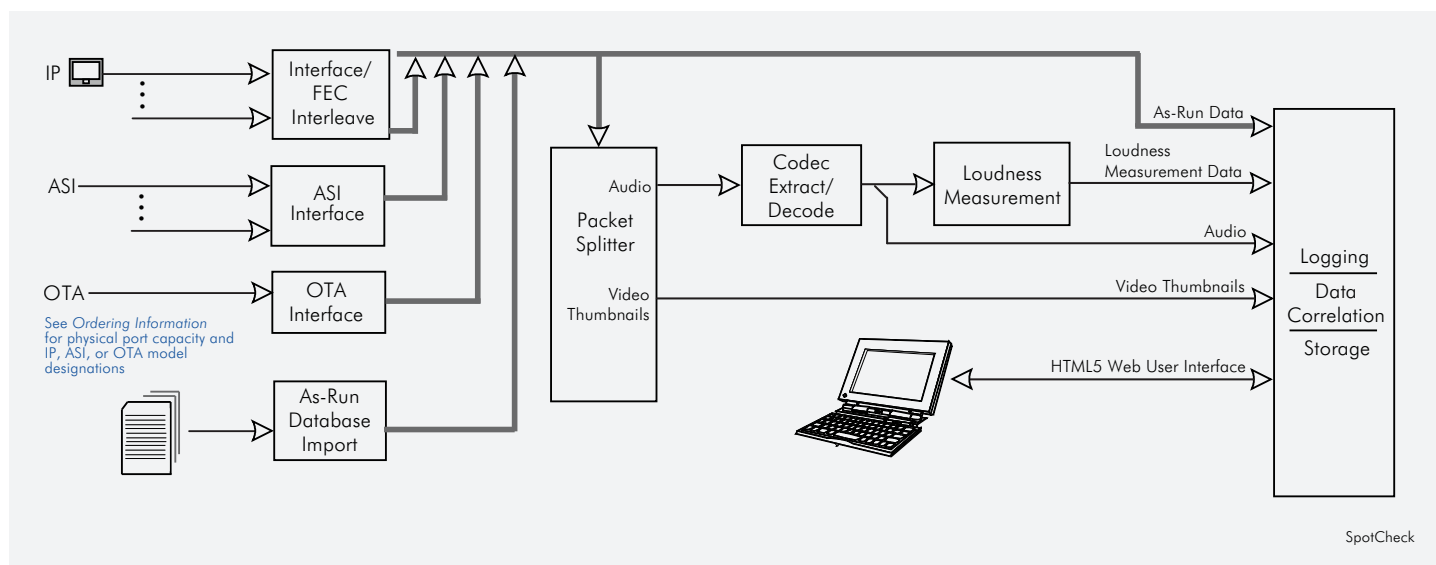 IP
Interface/
FEC
Interleave
ASI
ASI
Interface
OTA
OTA
Interface
See Ordering Information
for physical port capacity and
IP, ASI, or OTA model
designations
As-Run
Database
Import
Packet
Splitter
Audio
Video
Thumbnails
Codec
Extract/
Decode
Loudness
Measurement
As-Run Data
Loudness
Measurement Data
Audio
Video Thumbnails
HTML5 Web User Interface
Logging
Data
Correlation
Storage
SpotCheck